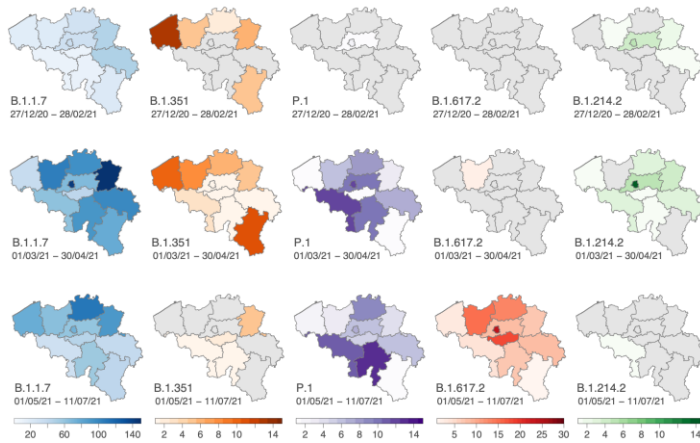 B.1.1.7 B.1.351 P.1 B.1.617.2 B.1.214.2
27/12/20 – 28/02/21 27/12/20 – 28/02/21 27/12/20 – 28/02/21 27/12/20 – 28/02/21 27/12/20 – 28/02/21
B.1.1.7 B.1.351 P.1 B.1.617.2 B.1.214.2
01/03/21 – 30/04/21 01/03/21 – 30/04/21 01/03/21 – 30/04/21 01/03/21 – 30/04/21 01/03/21 – 30/04/21
B.1.1.7 B.1.351 P.1 B.1.617.2 B.1.214.2
01/05/21 – 11/07/21 01/05/21 – 11/07/21 01/05/21 – 11/07/21 01/05/21 – 11/07/21 01/05/21 – 11/07/21
20 60 100 140 2 4 6 8 10 14 2 4 6 8 10 14 5 10 15 20 25 30 2 4 6 8 10